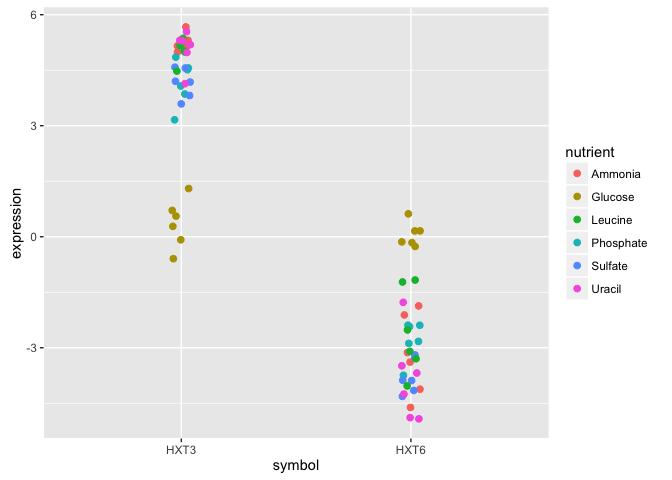 6
3
0
-3
expression
HXT3
HXT6
symbol
nutrient
Ammonia
Glucose
Leucine
Phosphate
Sulfate
Uracil